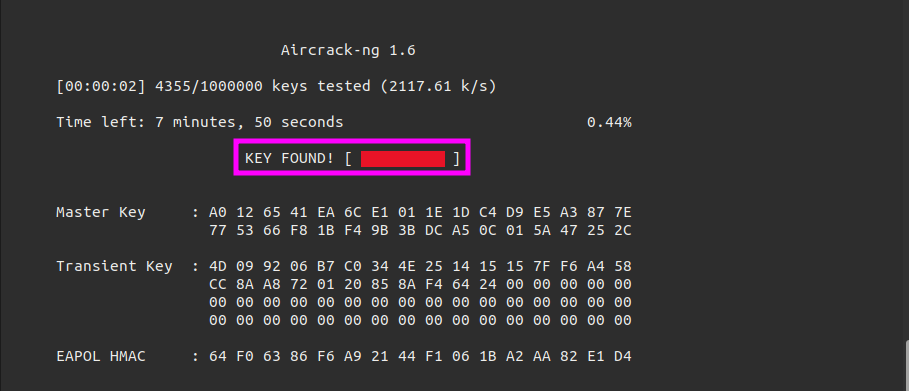 Aircrack-ng 1.6
[00:00:02] 4355/1000000 keys tested (2117.61 k/s)
Time left: 7 minutes, 50 seconds 0.44%
KEY FOUND! [ ]
Master Key : A0 12 65 41 EA 6C E1 01 1E 1D C4 D9 E5 A3 87 7E
77 53 66 F8 1B F4 9B 3B DC A5 0C 01 5A 47 25 2C
Transient Key : 4D 09 92 06 B7 C0 34 4E 25 14 15 15 7F F6 A4 58
CC 8A A8 72 01 20 85 8A F4 64 24 00 00 00 00 00
00 00 00 00 00 00 00 00 00 00 00 00 00 00 00 00
00 00 00 00 00 00 00 00 00 00 00 00 00 00 00 00
EAPOL HMAC : 64 F0 63 86 F6 A9 21 44 F1 06 1B A2 AA 82 E1 D4